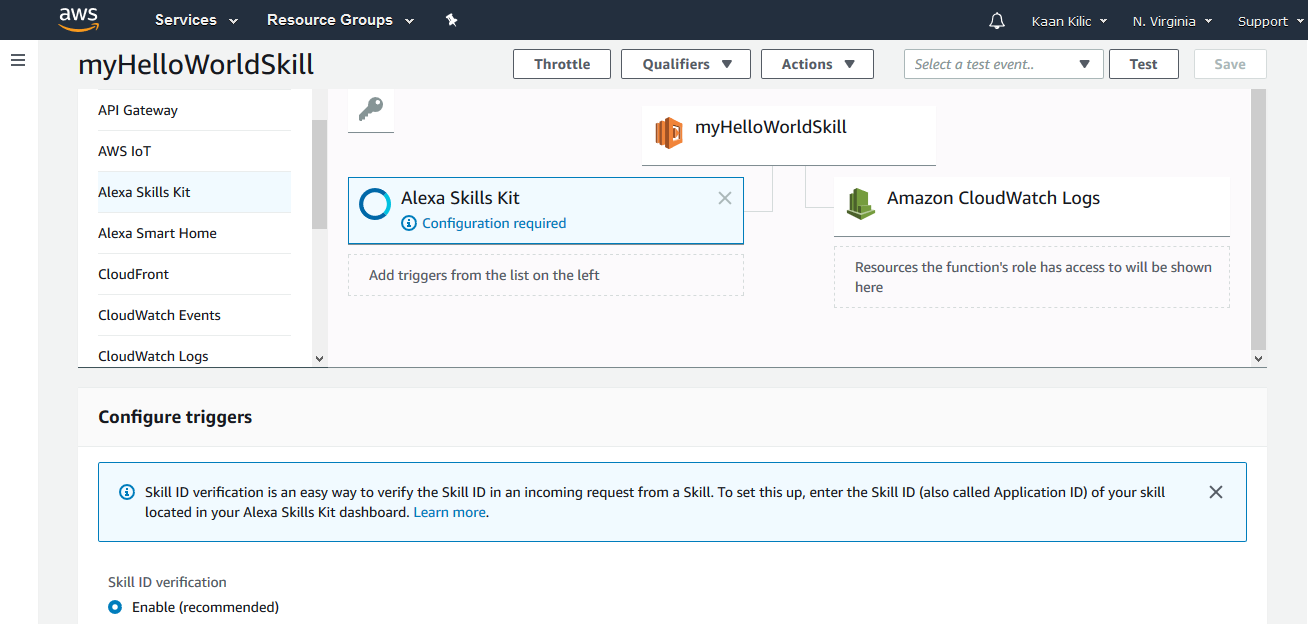 aws
Services
Resource Groups
Kaan Kilic
N. Virginia
Support
myHelloWorldSkill
Throttle
Qualifiers
Actions
Select a test event..
Test
Save
API Gateway
AWS IoT
Alexa Skills Kit
Alexa Smart Home
CloudFront
CloudWatch Events
CloudWatch Logs
myHelloWorldSkill
Alexa Skills Kit
Configuration required
Add triggers from the list on the left
Amazon CloudWatch Logs
Resources the function's role has access to will be shown
here
Configure triggers
Skill ID verification is an easy way to verify the Skill ID in an incoming request from a Skill. To set this up, enter the Skill ID (also called Application ID) of your skill
located in your Alexa Skills Kit dashboard. Learn more.
Skill ID verification
Enable (recommended)